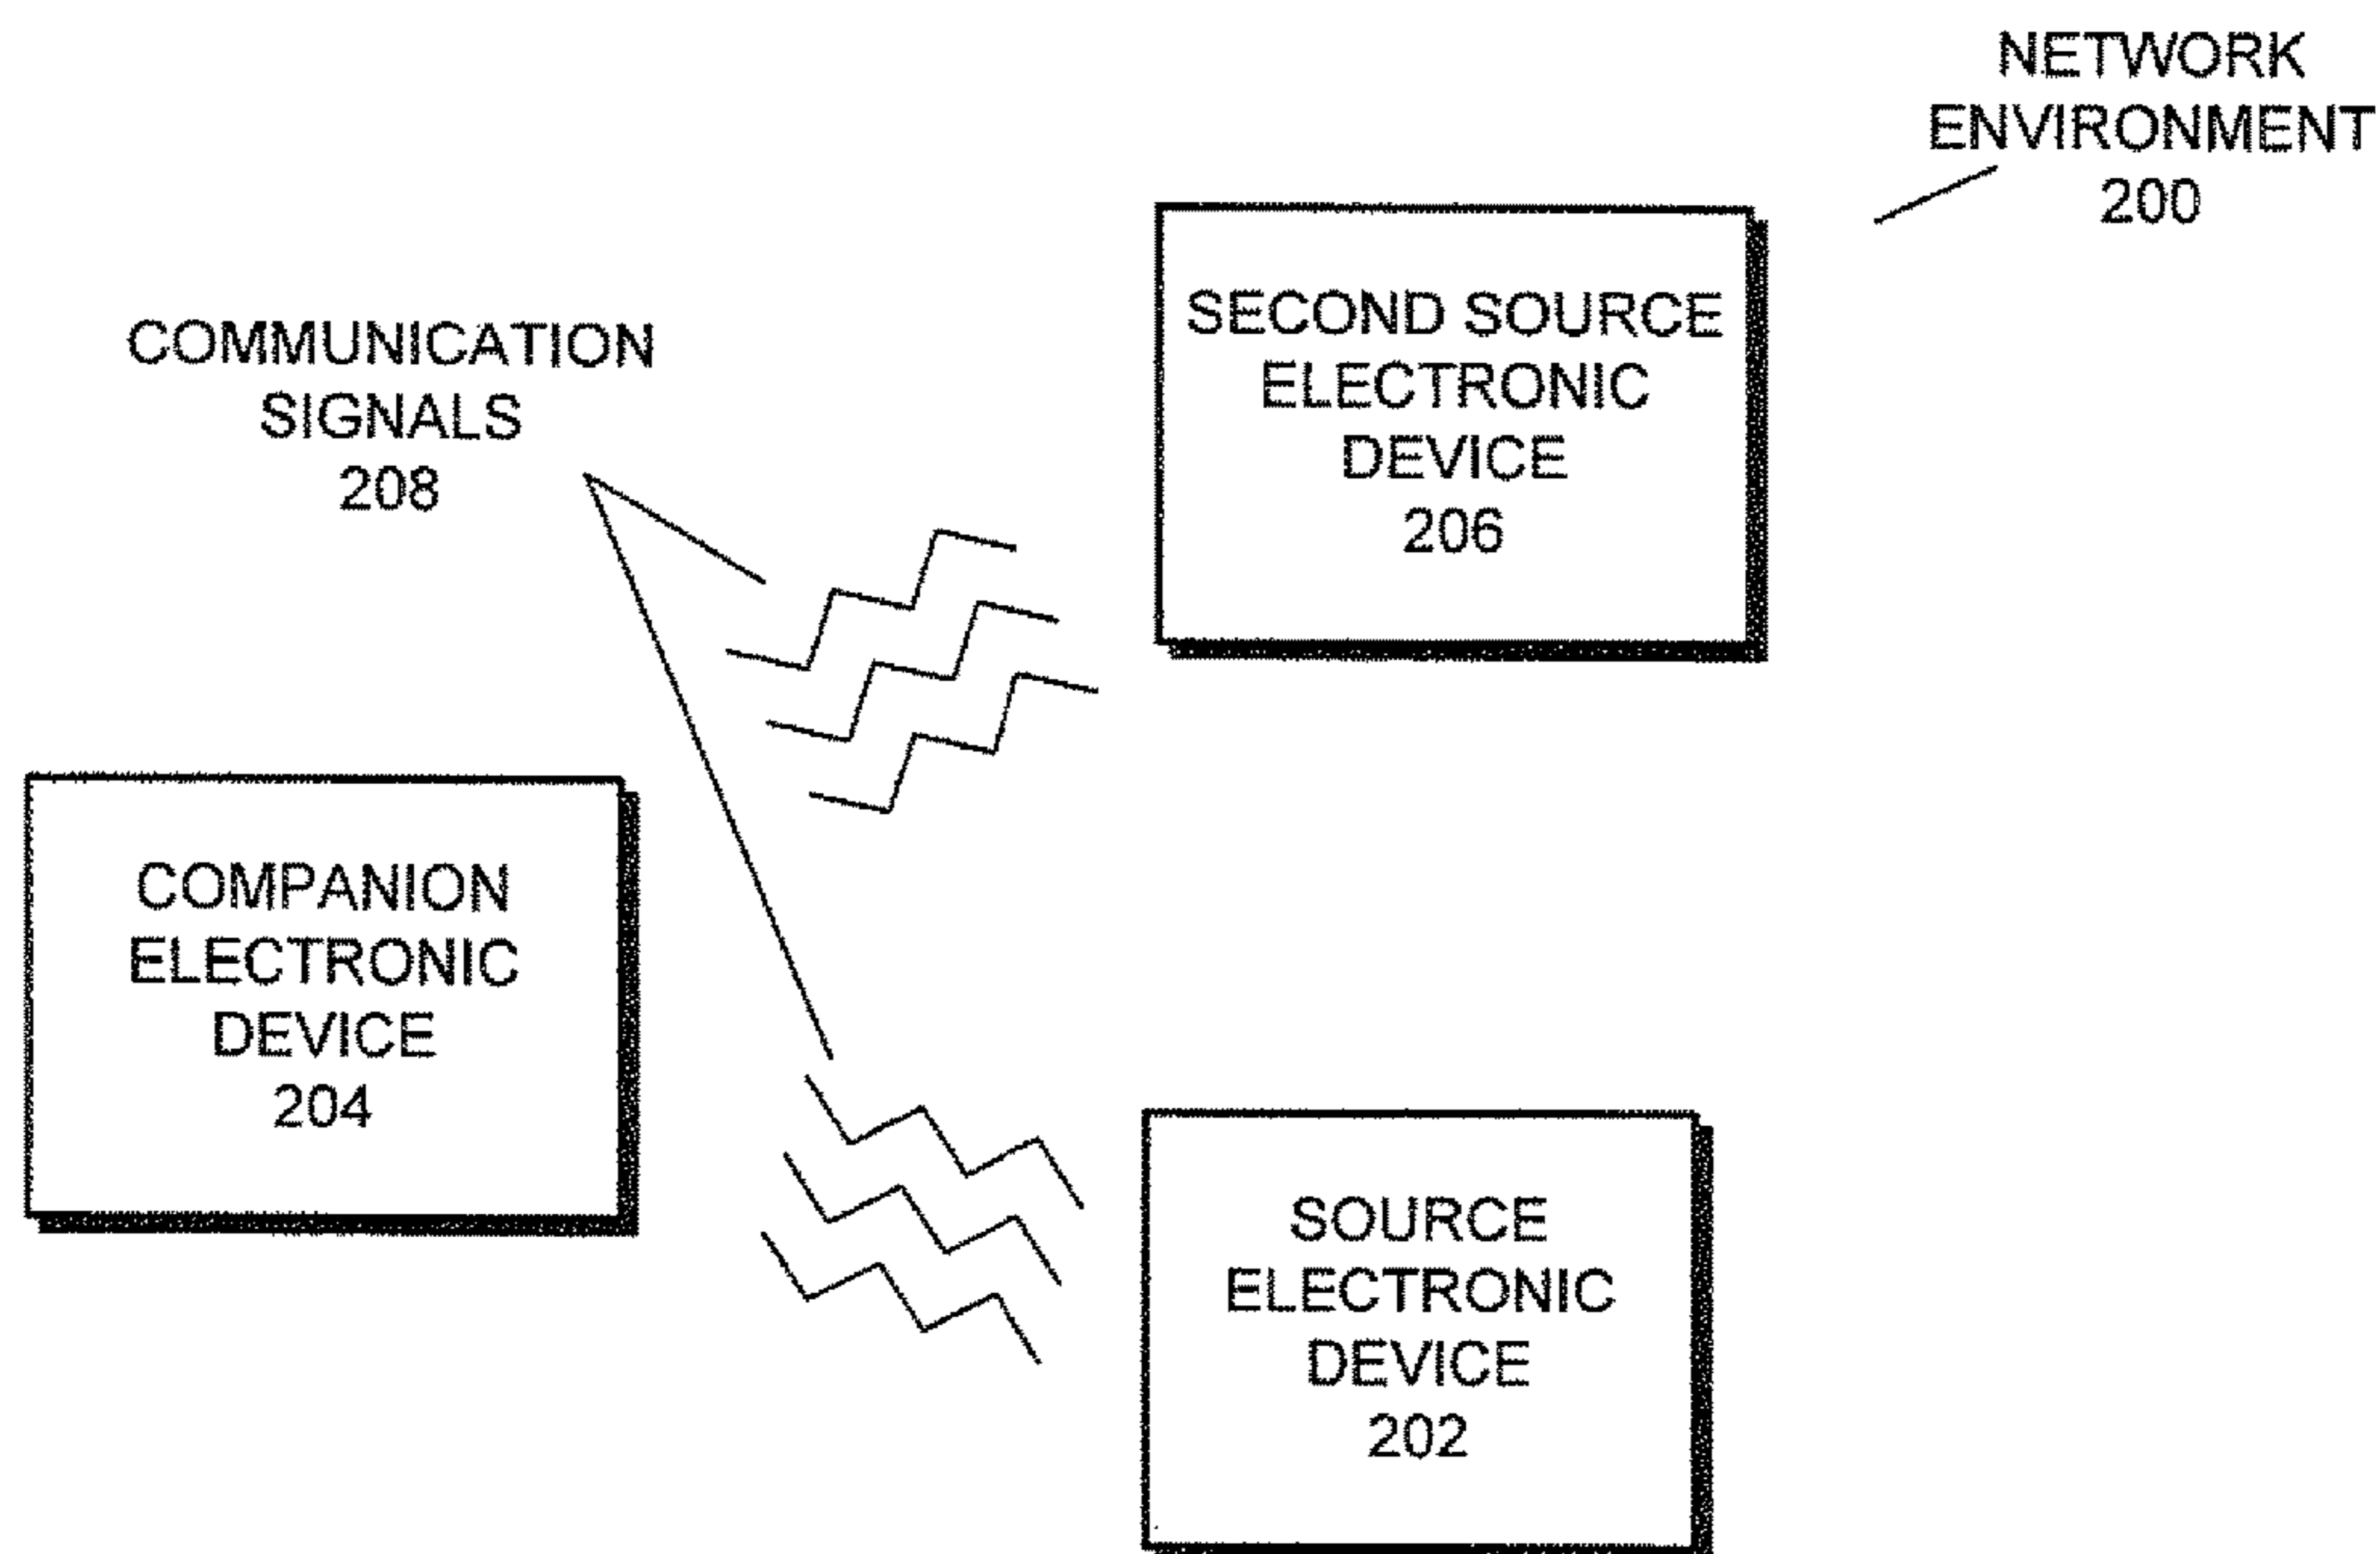 NETWORK
ENVIRONMENT
200
SECOND SOURCE
ELECTRONIC
DEVICE
206
COMMUNICATION
SIGNALS
208
COMPANION
ELECTRONIC
DEVICE
204
SOURCE
ELECTRONIC
DEVICE
202